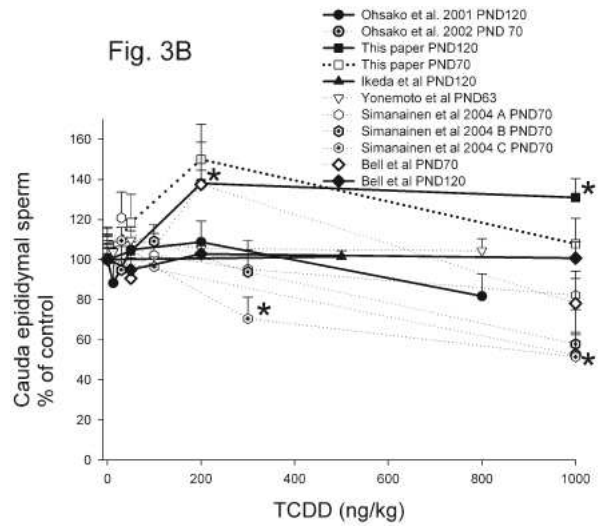 Fig. 3B
Ohsako et al. 2001 PND120
Ohsako et al. 2002 PND 70
This paper PND120
This paper PND70
Ikeda et al PND120
Yonemoto et al PND63
Simanainen et al 2004 A PND70
Simanainen et al 2004 B PND70
Simanainen et al 2004 C PND70
Bell et al PND70
Bell et al PND120
Cauda epididymal sperm
% of control
160
140
120
100
80
60
40
20
0
*
*
*
*
0
200
400
600
800
1000
TCDD (ng/kg)